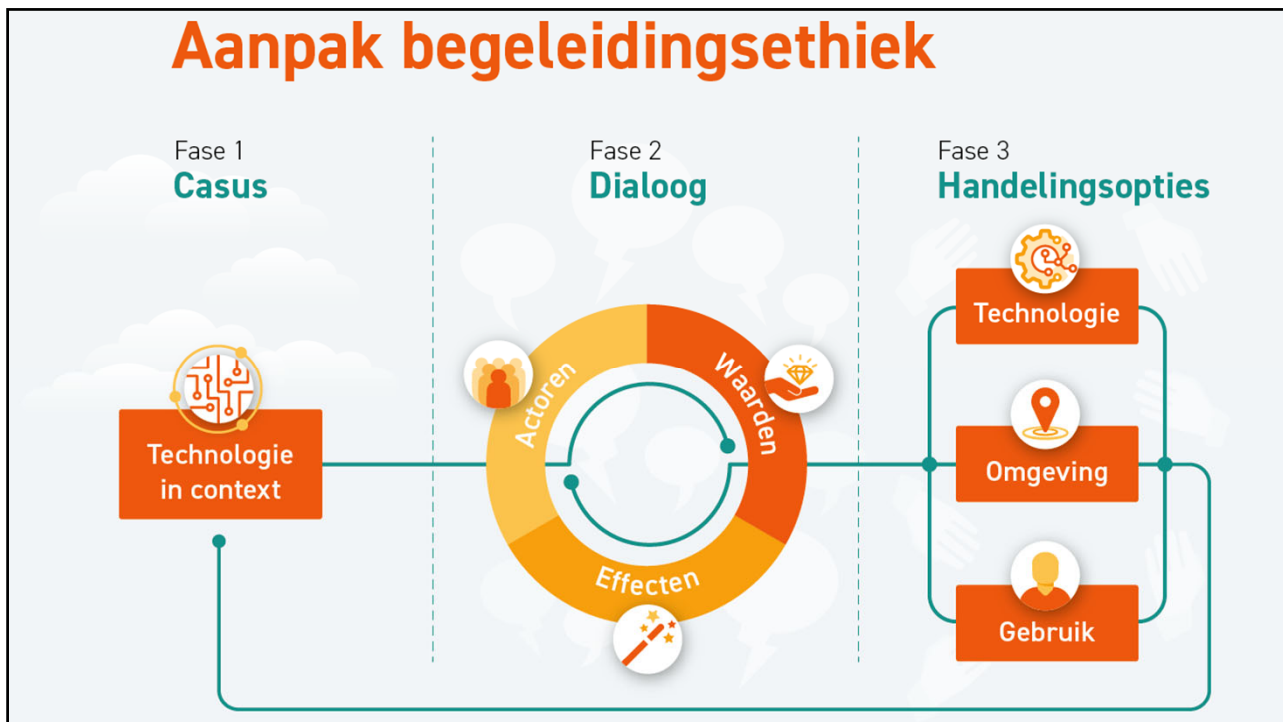 Aanpak begeleidingsethiek
Fase 1
Casus
Technologie
in context
Fase 2
Dialoog
Actoren
Waarden
Effecten
Fase 3
Handelingsopties
Technologie
Omgeving
Gebruik